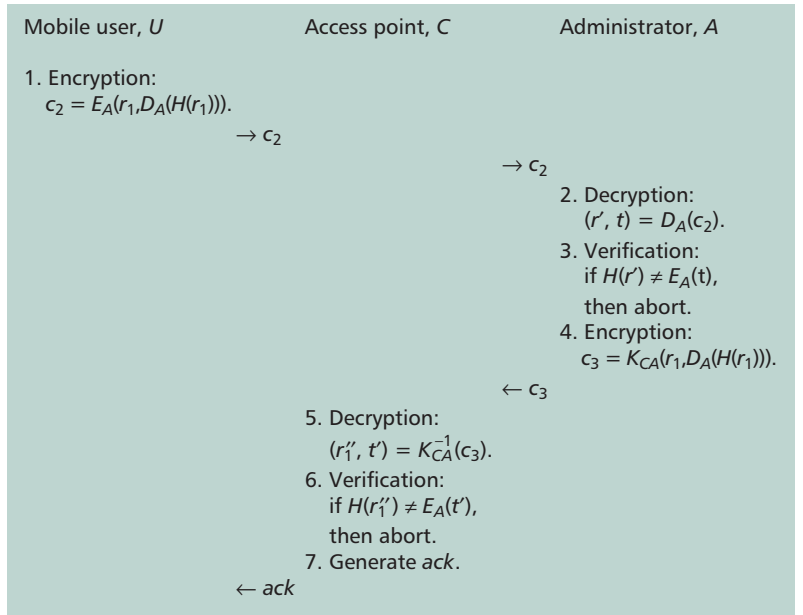 Mobile user, U Access point, C Administrator, A
1. Encryption:
c₂ = E_A(r₁,D_A(H(r₁))).
→ c₂
→ c₂
2. Decryption:
(r′, t) = D_A(c₂).
3. Verification:
if H(r′) ≠ E_A(t),
then abort.
4. Encryption:
c₃ = K_CA(r₁,D_A(H(r₁))).
← c₃
5. Decryption:
(r₁″, t′) = K_CA⁻¹(c₃).
6. Verification:
if H(r₁″) ≠ E_A(t′),
then abort.
7. Generate ack.
← ack